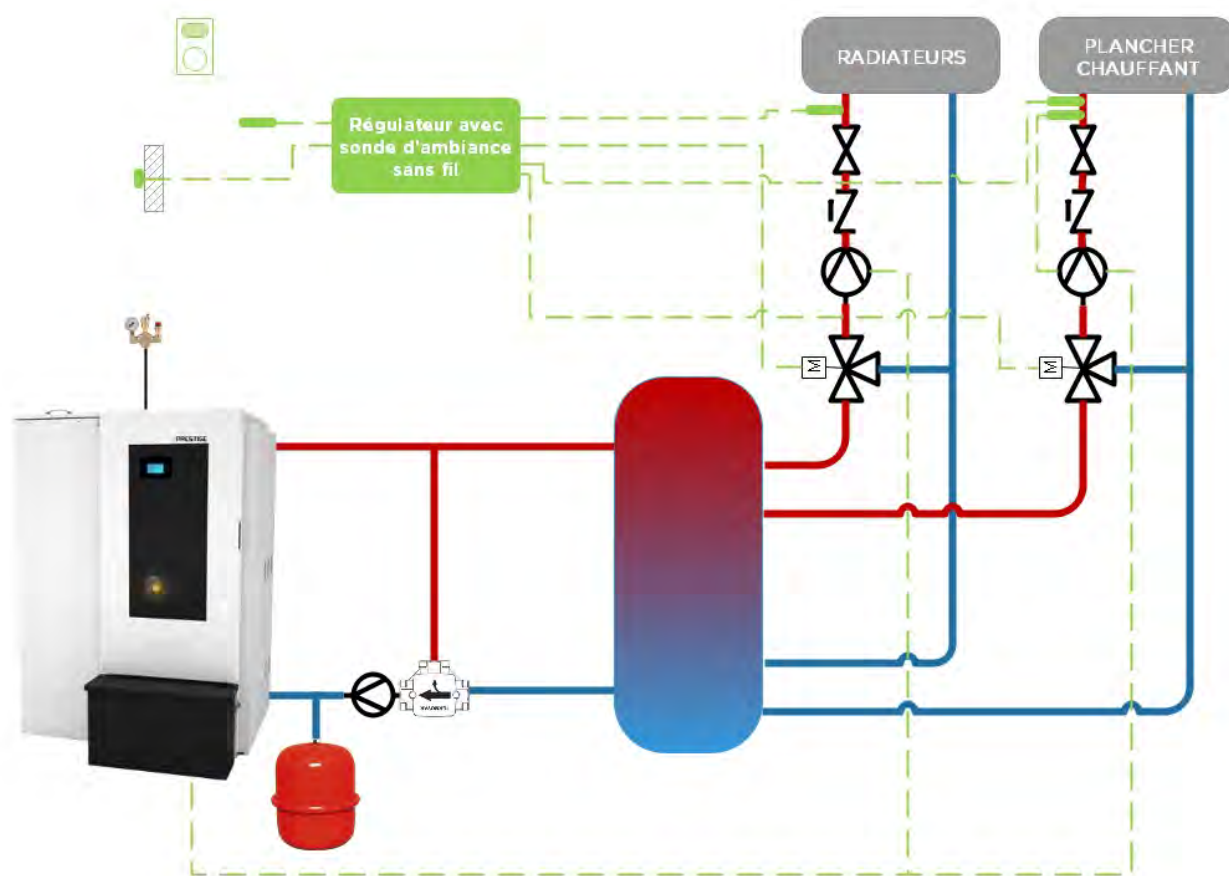 RADIATEURS
PLANCHER
CHAUFFANT
Régulateur avec
sonde d'ambiance
sans fil
M
M
PRESTIGE